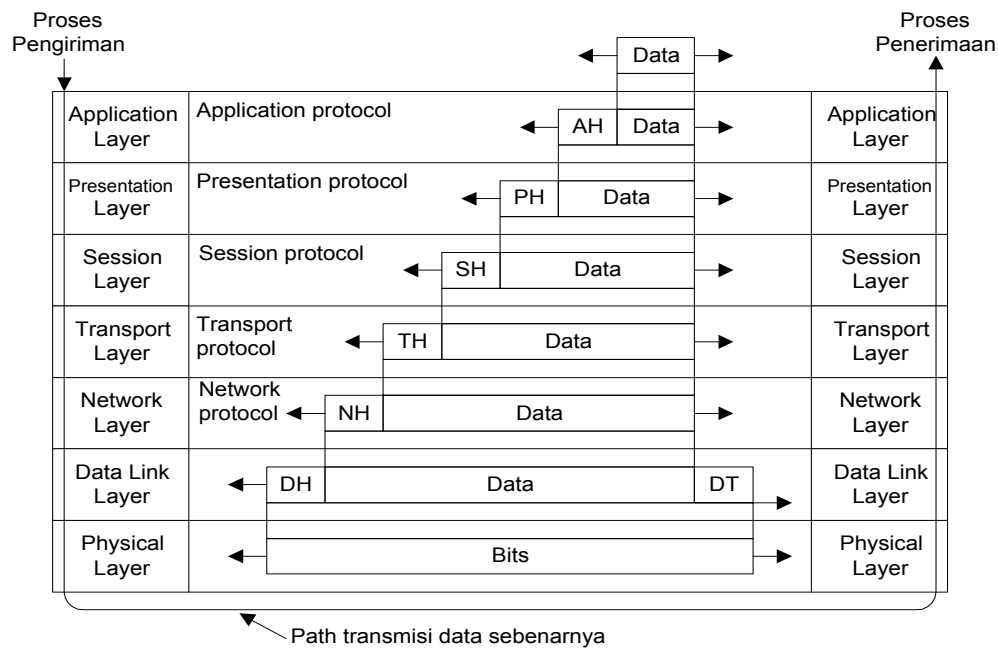 Proses
Pengiriman
Proses
Penerimaan
Data
Application
Layer
Application protocol
AH
Data
Application
Layer
Presentation
Layer
Presentation protocol
PH
Data
Presentation
Layer
Session
Layer
Session protocol
SH
Data
Session
Layer
Transport
Layer
Transport
protocol
TH
Data
Transport
Layer
Network
Layer
Network
protocol
NH
Data
Network
Layer
Data Link
Layer
DH
Data
DT
Data Link
Layer
Physical
Layer
Bits
Physical
Layer
Path transmisi data sebenarnya